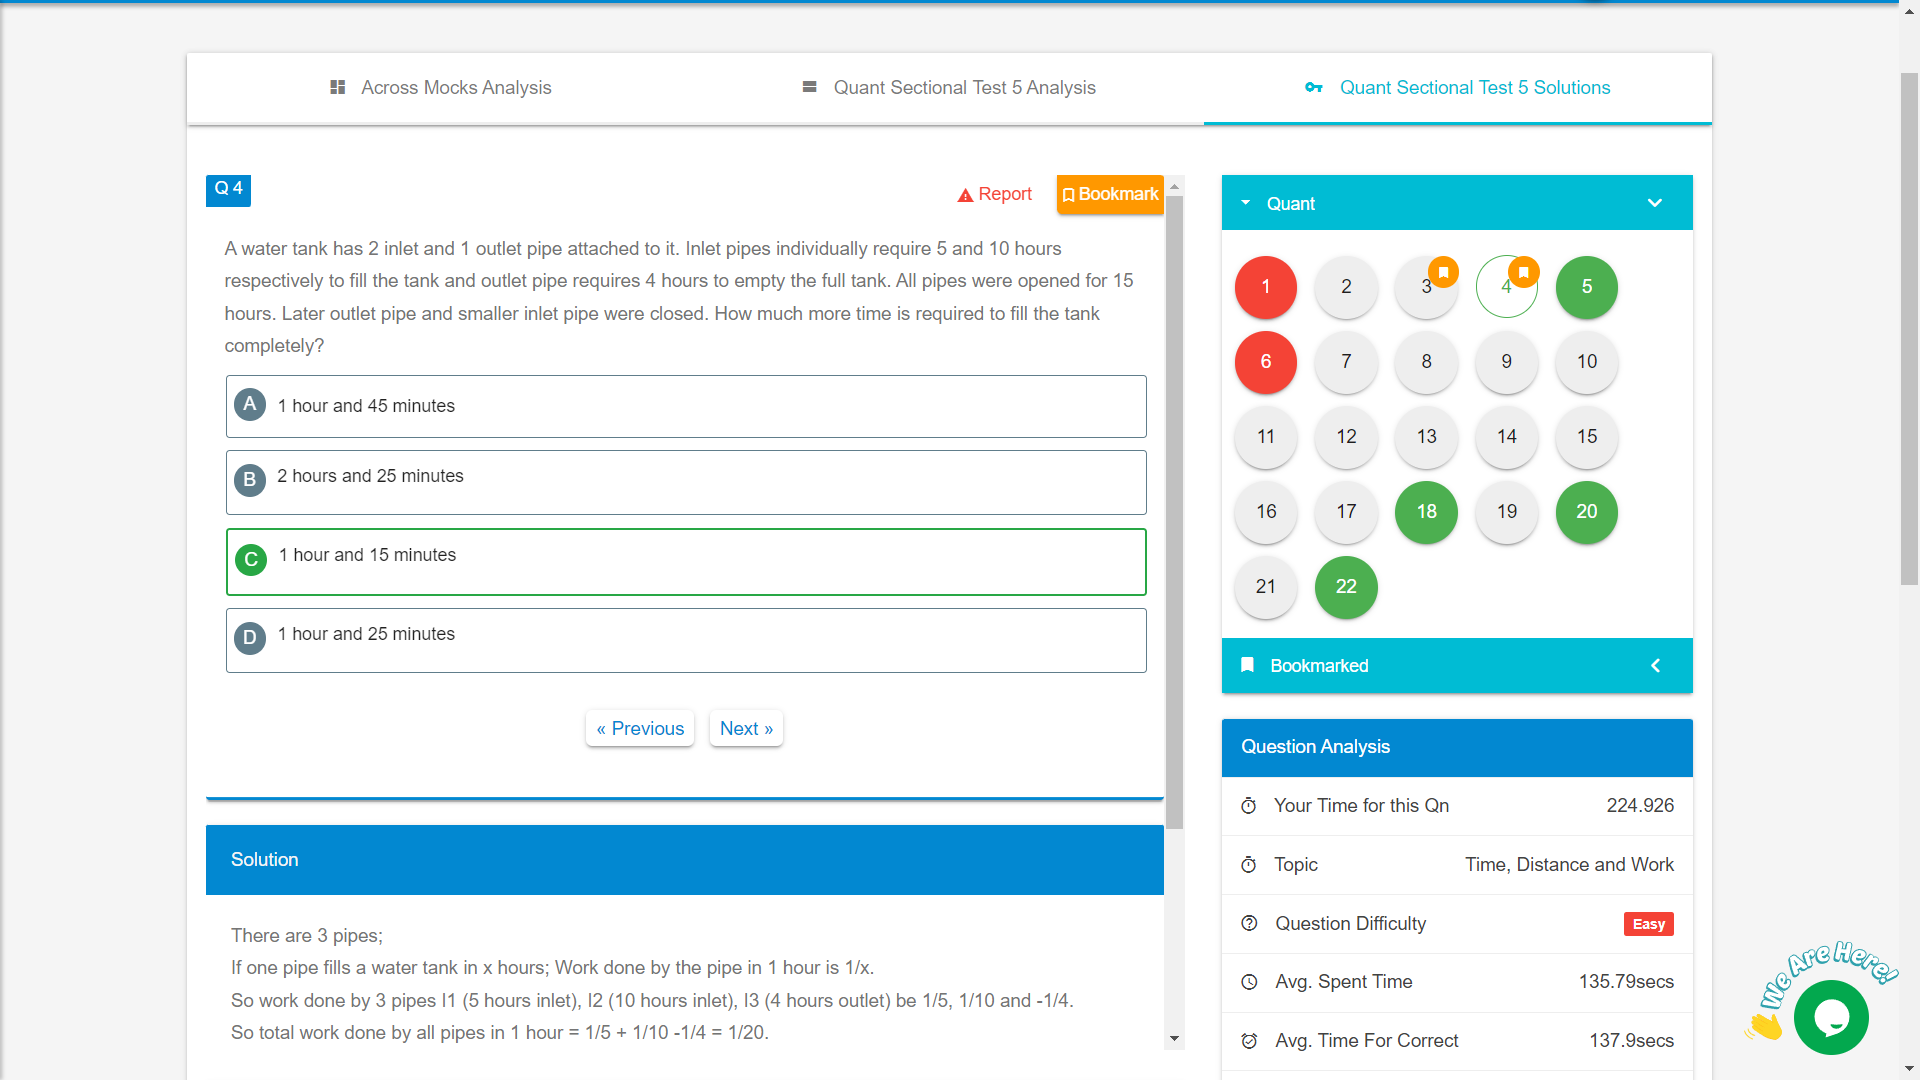 Across Mocks Analysis
Quant Sectional Test 5 Analysis
Quant Sectional Test 5 Solutions
Q 4
Report
Bookmark
A water tank has 2 inlet and 1 outlet pipe attached to it. Inlet pipes individually require 5 and 10 hours
respectively to fill the tank and outlet pipe requires 4 hours to empty the full tank. All pipes were opened for 15
hours. Later outlet pipe and smaller inlet pipe were closed. How much more time is required to fill the tank
completely?
A 1 hour and 45 minutes
B 2 hours and 25 minutes
C 1 hour and 15 minutes
D 1 hour and 25 minutes
« Previous
Next »
Solution
There are 3 pipes;
If one pipe fills a water tank in x hours; Work done by the pipe in 1 hour is 1/x.
So work done by 3 pipes I1 (5 hours inlet), I2 (10 hours inlet), I3 (4 hours outlet) be 1/5, 1/10 and -1/4.
So total work done by all pipes in 1 hour = 1/5 + 1/10 -1/4 = 1/20.
Quant
1 2 3 4 5
6 7 8 9 10
11 12 13 14 15
16 17 18 19 20
21 22
Bookmarked
Question Analysis
Your Time for this Qn 224.926
Topic Time, Distance and Work
Question Difficulty Easy
Avg. Spent Time 135.79secs
Avg. Time For Correct 137.9secs
We Are Here!